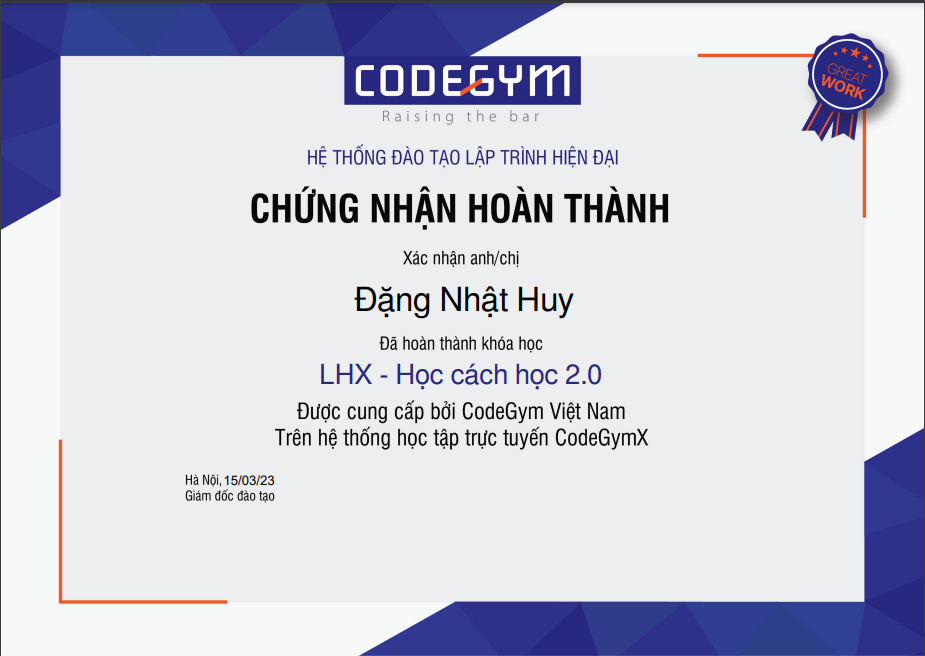 CODEGYM
Raising the bar
GREAT
WORK
HỆ THỐNG ĐÀO TẠO LẬP TRÌNH HIỆN ĐẠI
CHỨNG NHẬN HOÀN THÀNH
Xác nhận anh/chị
Đặng Nhật Huy
Đã hoàn thành khóa học
LHX - Học cách học 2.0
Được cung cấp bởi CodeGym Việt Nam
Trên hệ thống học tập trực tuyến CodeGymX
Hà Nội, 15/03/23
Giám đốc đào tạo